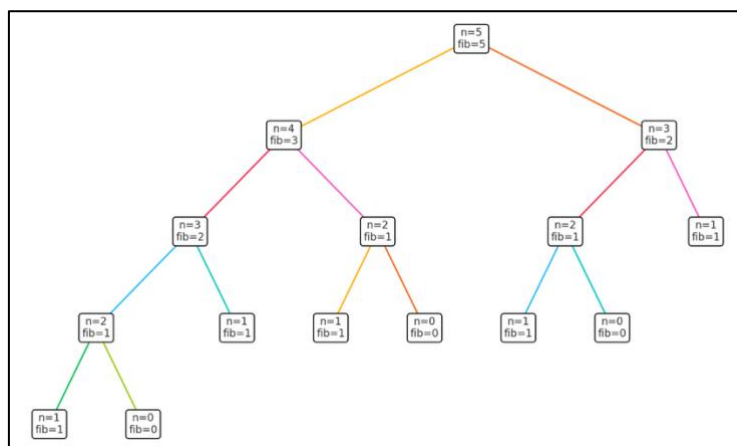 n=5
fib=5
n=4
fib=3
n=3
fib=2
n=3
fib=2
n=2
fib=1
n=2
fib=1
n=1
fib=1
n=2
fib=1
n=1
fib=1
n=1
fib=1
n=0
fib=0
n=1
fib=1
n=0
fib=0
n=1
fib=1
n=0
fib=0